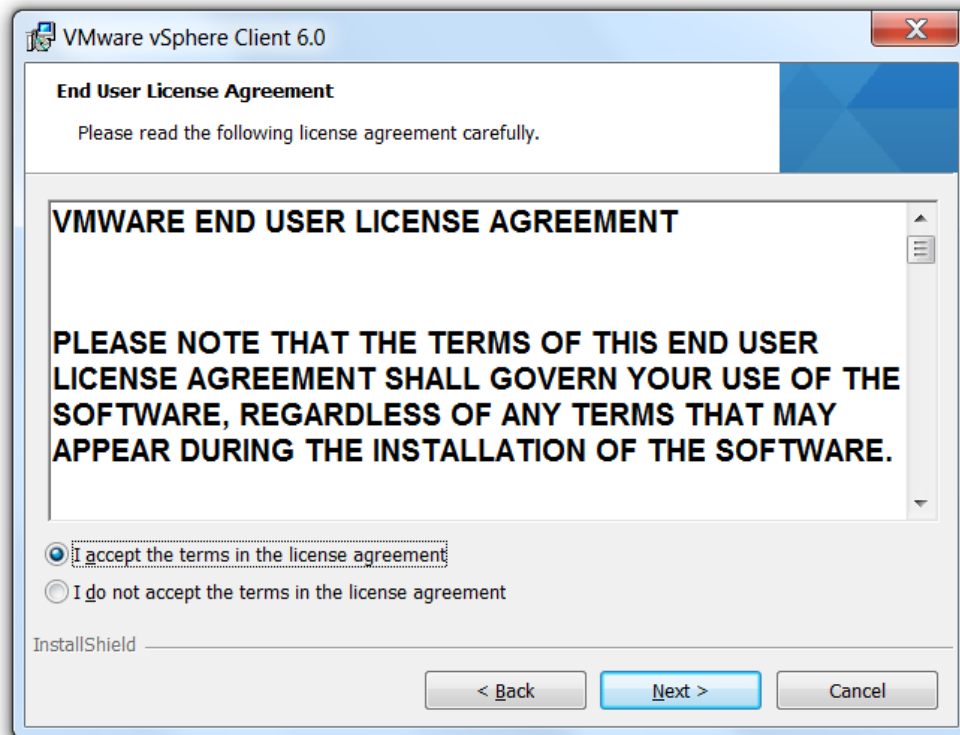 VMware vSphere Client 6.0
End User License Agreement
Please read the following license agreement carefully.
VMWARE END USER LICENSE AGREEMENT
PLEASE NOTE THAT THE TERMS OF THIS END USER
LICENSE AGREEMENT SHALL GOVERN YOUR USE OF THE
SOFTWARE, REGARDLESS OF ANY TERMS THAT MAY
APPEAR DURING THE INSTALLATION OF THE SOFTWARE.
I accept the terms in the license agreement
I do not accept the terms in the license agreement
InstallShield
< Back Next > Cancel